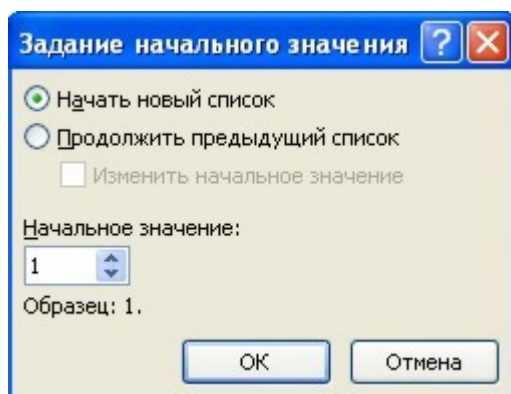 Задание начального значения
Начать новый список
Продолжить предыдущий список
Изменить начальное значение
Начальное значение:
1
Образец: 1.
ОК Отмена